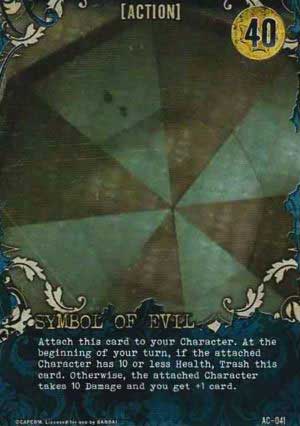 [ACTION]
40
SYMBOL OF EVIL
Attach this card to your Character. At the
beginning of your turn, if the attached
Character has 10 or less Health, Trash this
card. Otherwise, the attached Character
takes 10 Damage and you get +1 card.
©CAPCOM. Licensed for use by BANDAI
AC-041